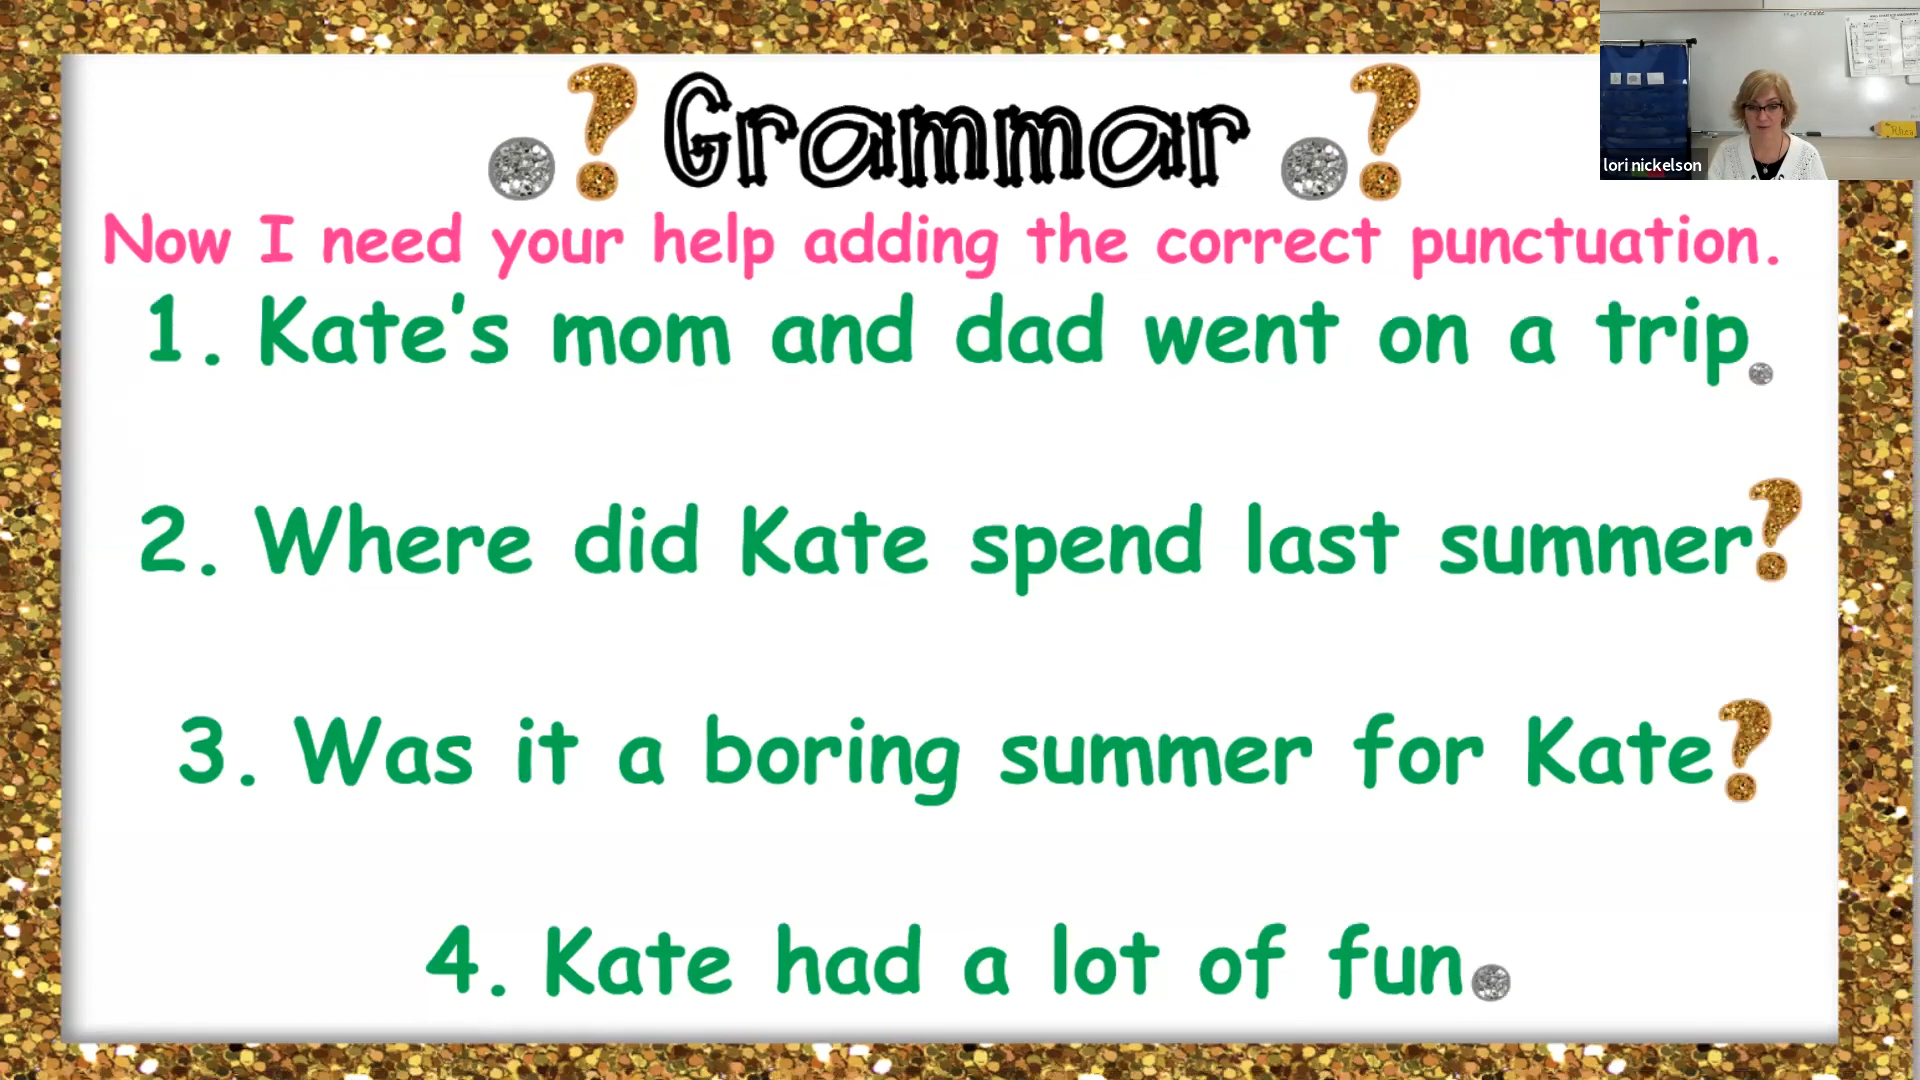 .? Grammar .?
Now I need your help adding the correct punctuation.
1. Kate's mom and dad went on a trip.
2. Where did Kate spend last summer?
3. Was it a boring summer for Kate?
4. Kate had a lot of fun.
lori nickelson